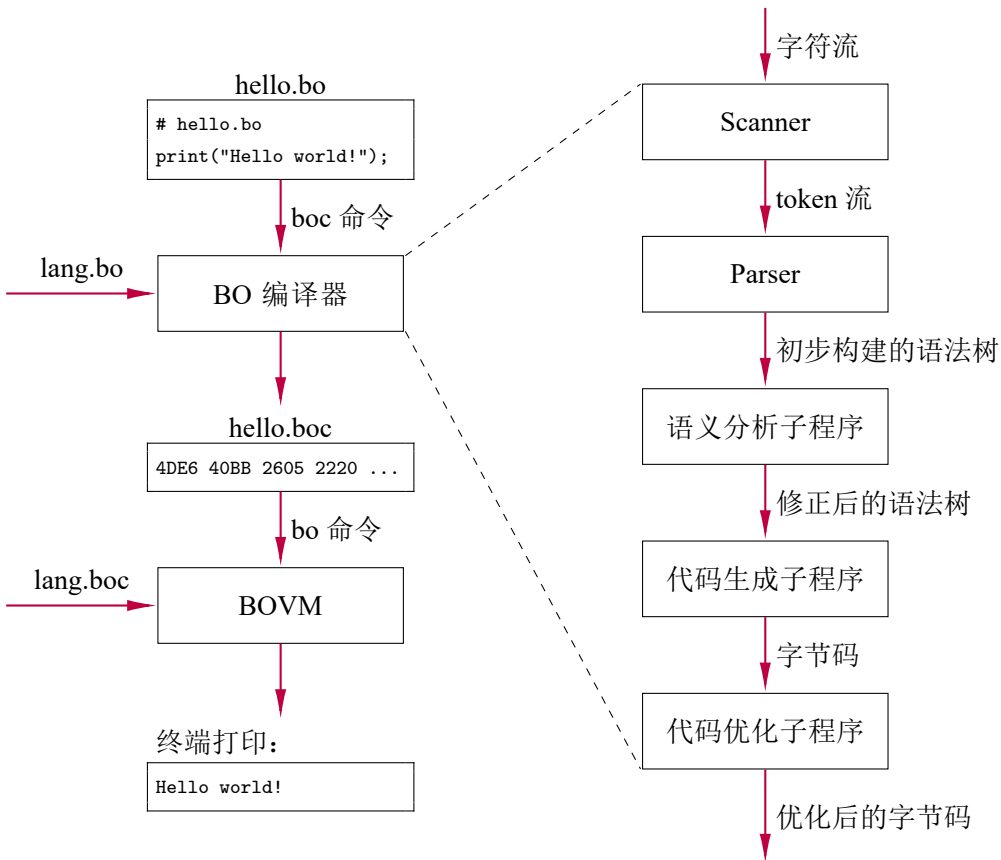 hello.bo
# hello.bo
print("Hello world!");
boc 命令
lang.bo
BO 编译器
hello.boc
4DE6 40BB 2605 2220 ...
bo 命令
lang.boc
BOVM
终端打印：
Hello world!
字符流
Scanner
token 流
Parser
初步构建的语法树
语义分析子程序
修正后的语法树
代码生成子程序
字节码
代码优化子程序
优化后的字节码